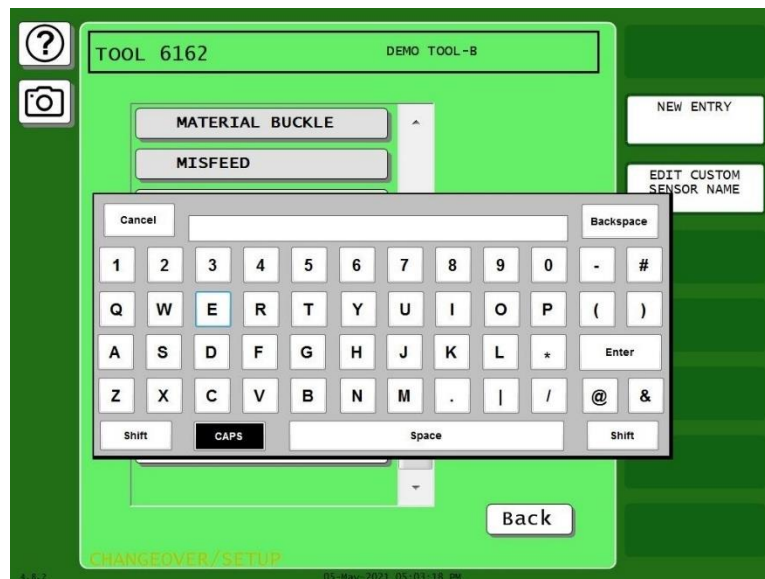 ?
TOOL 6162 DEMO TOOL-B
MATERIAL BUCKLE
MISFEED
NEW ENTRY
EDIT CUSTOM
SENSOR NAME
Cancel Backspace
1 2 3 4 5 6 7 8 9 0 - #
Q W E R T Y U I O P ( )
A S D F G H J K L * Enter
Z X C V B N M . | / @ &
Shift CAPS Space Shift
Back
CHANGEOVER/SETUP
05-May-2021 05:03:18 PM